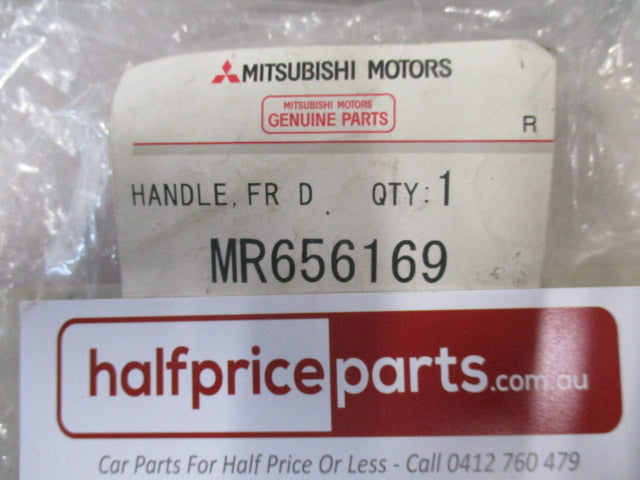 MITSUBISHI MOTORS
MITSUBISHI MOTORS
GENUINE PARTS
R
HANDLE, FR D. QTY:1
MR656169
halfpriceparts.com.au
Car Parts For Half Price Or Less - Call 0412 760 479